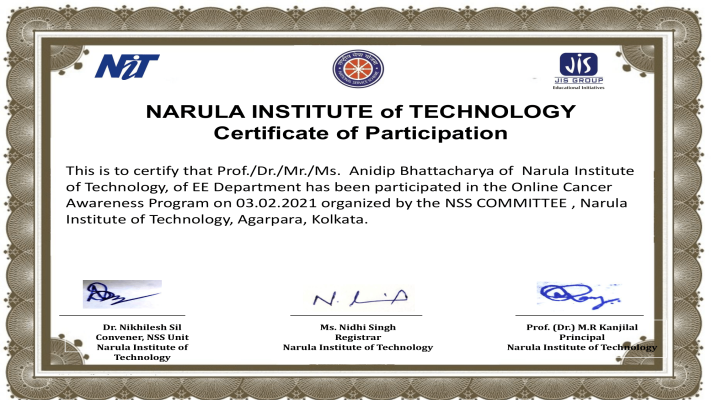 NiT
JIS
JIS GROUP
Educational Initiatives
NARULA INSTITUTE of TECHNOLOGY
Certificate of Participation
This is to certify that Prof./Dr./Mr./Ms. Anidip Bhattacharya of Narula Institute
of Technology, of EE Department has been participated in the Online Cancer
Awareness Program on 03.02.2021 organized by the NSS COMMITTEE , Narula
Institute of Technology, Agarpara, Kolkata.
Dr. Nikhilesh Sil
Convener, NSS Unit
Narula Institute of
Technology
Ms. Nidhi Singh
Registrar
Narula Institute of Technology
Prof. (Dr.) M.R Kanjilal
Principal
Narula Institute of Technology